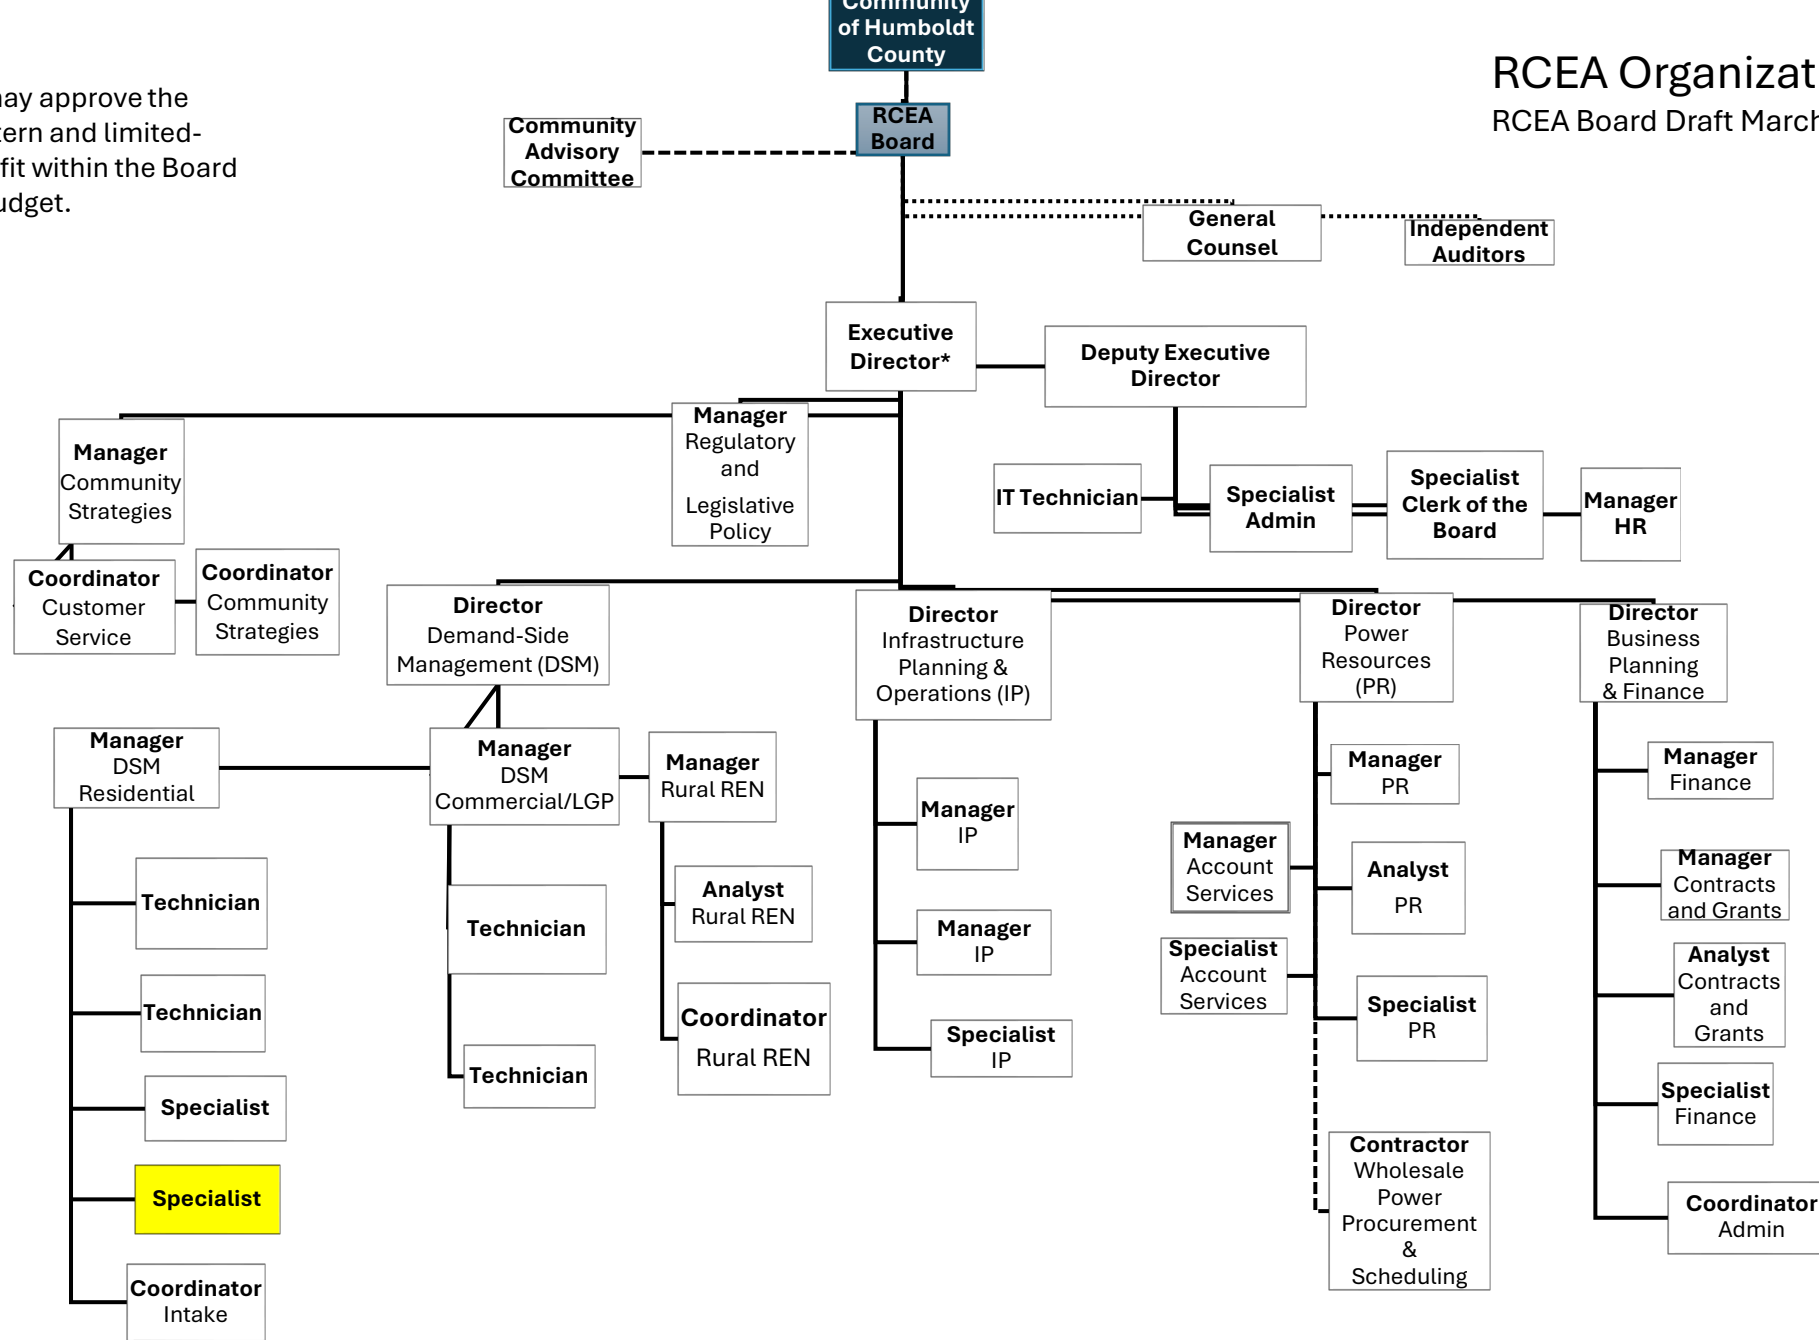 Community
of Humboldt
County
RCEA Organizat
RCEA Board Draft March
may approve the
tern and limited-
fit within the Board
udget.
RCEA
Board
Community
Advisory
Committee
General
Counsel
Independent
Auditors
Executive
Director*
Deputy Executive
Director
Manager
Community
Strategies
Manager
Regulatory
and
Legislative
Policy
IT Technician
Specialist
Admin
Specialist
Clerk of the
Board
Manager
HR
Coordinator
Customer
Service
Coordinator
Community
Strategies
Director
Demand-Side
Management (DSM)
Director
Infrastructure
Planning &
Operations (IP)
Director
Power
Resources
(PR)
Director
Business
Planning
& Finance
Manager
DSM
Residential
Manager
DSM
Commercial/LGP
Manager
Rural REN
Technician
Technician
Specialist
Specialist
Coordinator
Intake
Technician
Technician
Analyst
Rural REN
Coordinator
Rural REN
Manager
IP
Manager
IP
Specialist
IP
Manager
PR
Manager
Account
Services
Analyst
PR
Specialist
Account
Services
Specialist
PR
Contractor
Wholesale
Power
Procurement
&
Scheduling
Manager
Finance
Manager
Contracts
and Grants
Analyst
Contracts
and
Grants
Specialist
Finance
Coordinator
Admin